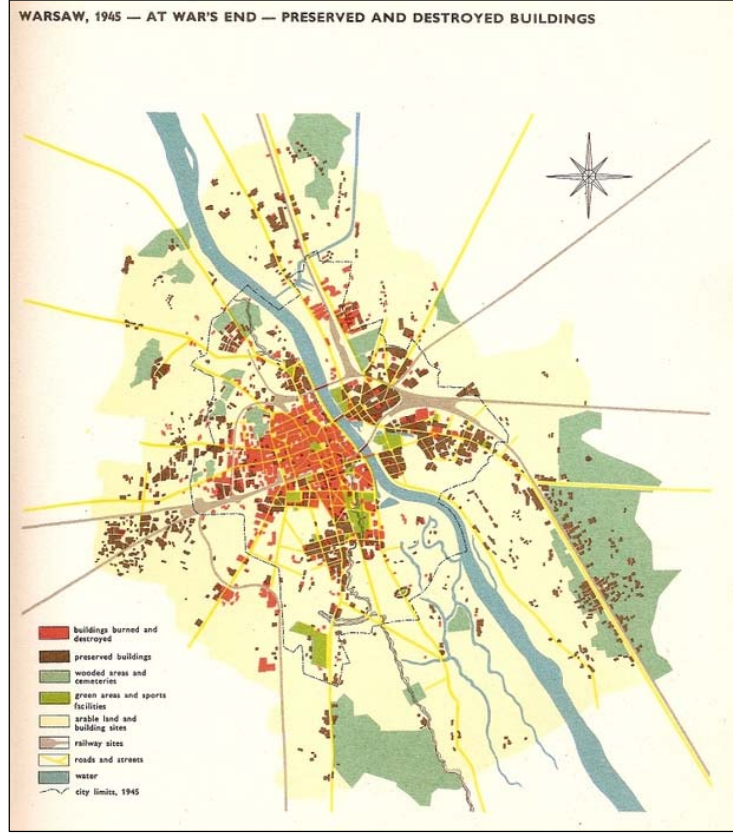 WARSAW, 1945 — AT WAR'S END — PRESERVED AND DESTROYED BUILDINGS
buildings burned and
destroyed
preserved buildings
wooded areas and
cemeteries
green areas and sports
facilities
arable land and
building sites
railway sites
roads and streets
water
city limits, 1945